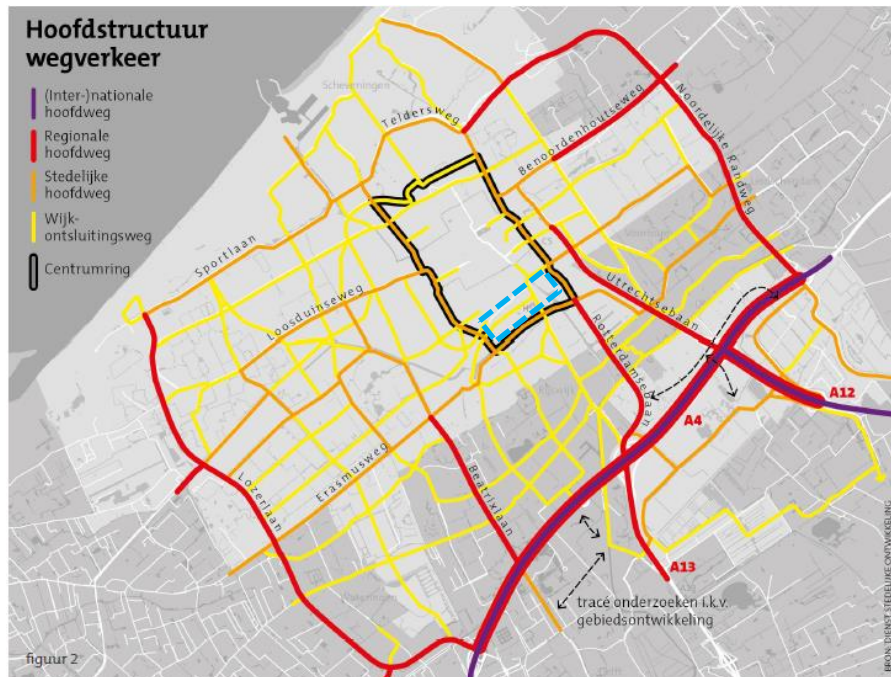 Hoofdstructuur
wegverkeer
(Inter-)nationale
hoofdweg
Regionale
hoofdweg
Stedelijke
hoofdweg
Wijk-
ontsluitingsweg
Centrumring
Scheveningen
Teldersweg
Benoordenhoutseweg
Noordelijke Randweg
Sportlaan
Loosduinseweg
CS
Utrechtsebaan
Rotterdamsebaan
A12
A4
Erasmusweg
Lozerlaan
Beatrixlaan
A13
tracé onderzoeken i.k.v.
gebiedsontwikkeling
figuur 2
BRON: DIENST STEDELIJKE ONTWIKKELING